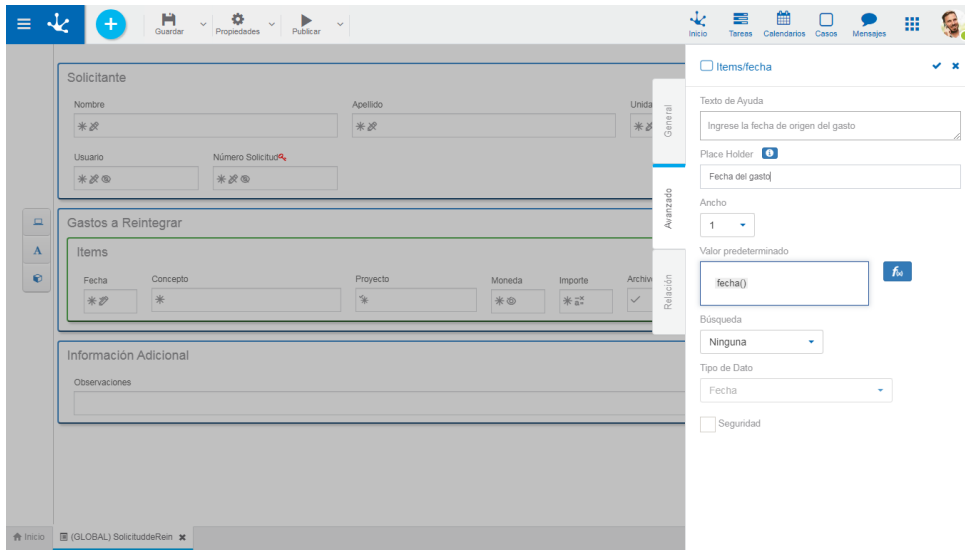 Guardar
Propiedades
Publicar
Inicio
Tareas
Calendarios
Casos
Mensajes
Solicitante
Nombre
Apellido
Unida
Usuario
Número Solicitud
Gastos a Reintegrar
Items
Fecha
Concepto
Proyecto
Moneda
Importe
Archivo
Información Adicional
Observaciones
General
Avanzado
Relación
Items/fecha
Texto de Ayuda
Ingrese la fecha de origen del gasto
Place Holder
Fecha del gasto
Ancho
1
Valor predeterminado
fecha()
f(x)
Búsqueda
Ninguna
Tipo de Dato
Fecha
Seguridad
Inicio
(GLOBAL) SolicituddeRein